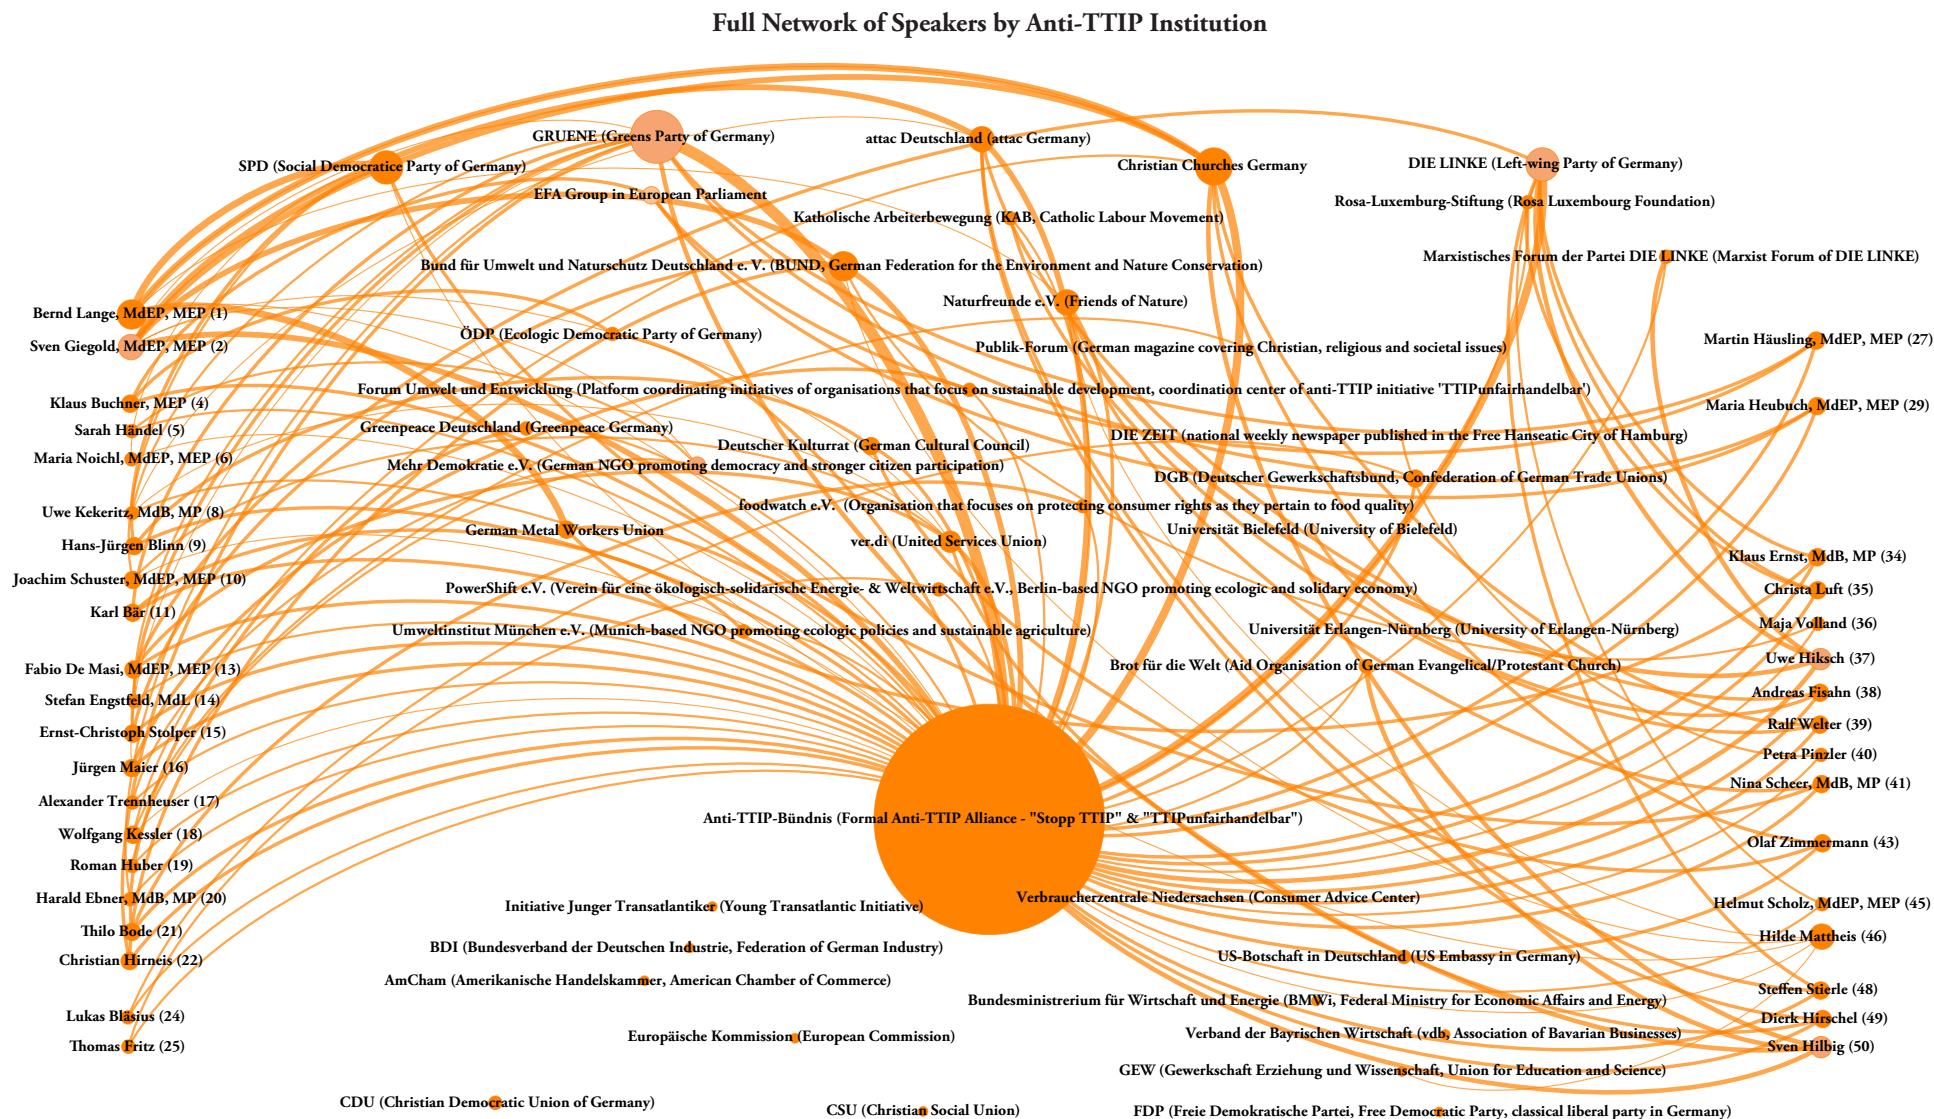 Full Network of Speakers by Anti-TTIP Institution
GRUENE (Greens Party of Germany)
attac Deutschland (attac Germany)
SPD (Social Democratice Party of Germany)
Christian Churches Germany
DIE LINKE (Left-wing Party of Germany)
EFA Group in European Parliament
Rosa-Luxemburg-Stiftung (Rosa Luxembourg Foundation)
Katholische Arbeiterbewegung (KAB, Catholic Labour Movement)
Marxistisches Forum der Partei DIE LINKE (Marxist Forum of DIE LINKE)
Bund für Umwelt und Naturschutz Deutschland e. V. (BUND, German Federation for the Environment and Nature Conservation)
Naturfreunde e.V. (Friends of Nature)
Bernd Lange, MdEP, MEP (1)
ÖDP (Ecologic Democratic Party of Germany)
Martin Häusling, MdEP, MEP (27)
Sven Giegold, MdEP, MEP (2)
Publik-Forum (German magazine covering Christian, religious and societal issues)
Forum Umwelt und Entwicklung (Platform coordinating initiatives of organisations that focus on sustainable development, coordination center of anti-TTIP initiative 'TTIPunfairhandelbar')
Klaus Buchner, MEP (4)
Maria Heubuch, MdEP, MEP (29)
Sarah Händel (5)
Greenpeace Deutschland (Greenpeace Germany)
DIE ZEIT (national weekly newspaper published in the Free Hanseatic City of Hamburg)
Deutscher Kulturrat (German Cultural Council)
Maria Noichl, MdEP, MEP (6)
Mehr Demokratie e.V. (German NGO promoting democracy and stronger citizen participation)
DGB (Deutscher Gewerkschaftsbund, Confederation of German Trade Unions)
foodwatch e.V.  (Organisation that focuses on protecting consumer rights as they pertain to food quality)
Uwe Kekeritz, MdB, MP (8)
German Metal Workers Union
Universität Bielefeld (University of Bielefeld)
ver.di (United Services Union)
Hans-Jürgen Blinn (9)
Klaus Ernst, MdB, MP (34)
Joachim Schuster, MdEP, MEP (10)
PowerShift e.V. (Verein für eine ökologisch-solidarische Energie- & Weltwirtschaft e.V., Berlin-based NGO promoting ecologic and solidary economy)
Christa Luft (35)
Karl Bär (11)
Maja Volland (36)
Umweltinstitut München e.V. (Munich-based NGO promoting ecologic policies and sustainable agriculture)
Universität Erlangen-Nürnberg (University of Erlangen-Nürnberg)
Uwe Hiksch (37)
Fabio De Masi, MdEP, MEP (13)
Brot für die Welt (Aid Organisation of German Evangelical/Protestant Church)
Andreas Fisahn (38)
Stefan Engstfeld, MdL (14)
Ralf Welter (39)
Ernst-Christoph Stolper (15)
Petra Pinzler (40)
Jürgen Maier (16)
Nina Scheer, MdB, MP (41)
Alexander Trennheuser (17)
Anti-TTIP-Bündnis (Formal Anti-TTIP Alliance - "Stopp TTIP" & "TTIPunfairhandelbar")
Wolfgang Kessler (18)
Olaf Zimmermann (43)
Roman Huber (19)
Harald Ebner, MdB, MP (20)
Verbraucherzentrale Niedersachsen (Consumer Advice Center)
Helmut Scholz, MdEP, MEP (45)
Initiative Junger Transatlantiker (Young Transatlantic Initiative)
Thilo Bode (21)
Hilde Mattheis (46)
BDI (Bundesverband der Deutschen Industrie, Federation of German Industry)
US-Botschaft in Deutschland (US Embassy in Germany)
Christian Hirneis (22)
AmCham (Amerikanische Handelskammer, American Chamber of Commerce)
Steffen Stierle (48)
Bundesministrerium für Wirtschaft und Energie (BMWi, Federal Ministry for Economic Affairs and Energy)
Lukas Bläsius (24)
Dierk Hirschel (49)
Europäische Kommission (European Commission)
Verband der Bayrischen Wirtschaft (vdb, Association of Bavarian Businesses)
Thomas Fritz (25)
Sven Hilbig (50)
GEW (Gewerkschaft Erziehung und Wissenschaft, Union for Education and Science)
CDU (Christian Democratic Union of Germany)
CSU (Christian Social Union)
FDP (Freie Demokratische Partei, Free Democratic Party, classical liberal party in Germany)